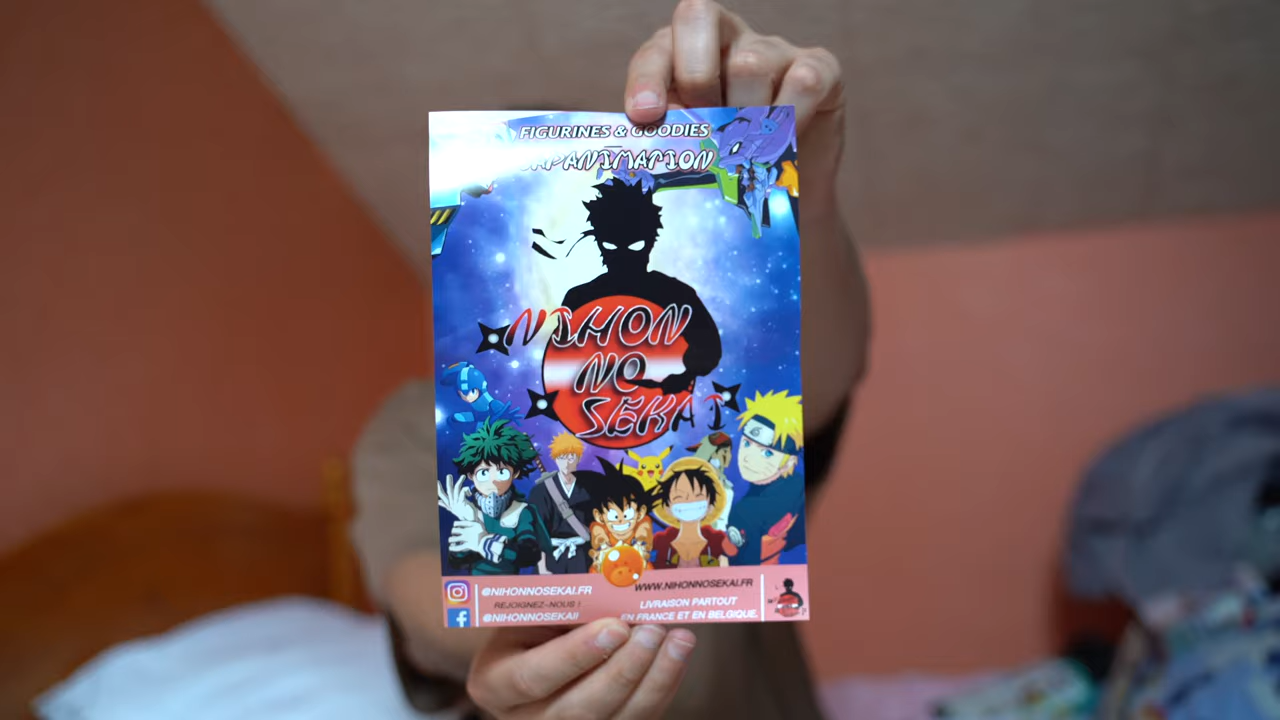 FIGURINES & GOODIES
JAPANIMATION
NIHON
NO
SEKAI
@NIHONNOSEKAI.FR
REJOIGNEZ-NOUS !
@NIHONNOSEKAII
WWW.NIHONNOSEKAI.FR
LIVRAISON PARTOUT
EN FRANCE ET EN BELGIQUE.